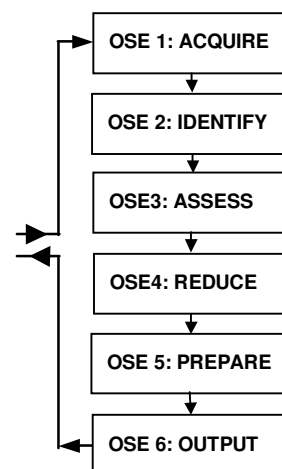 OSE 1: ACQUIRE
OSE 2: IDENTIFY
OSE3: ASSESS
OSE4: REDUCE
OSE 5: PREPARE
OSE 6: OUTPUT